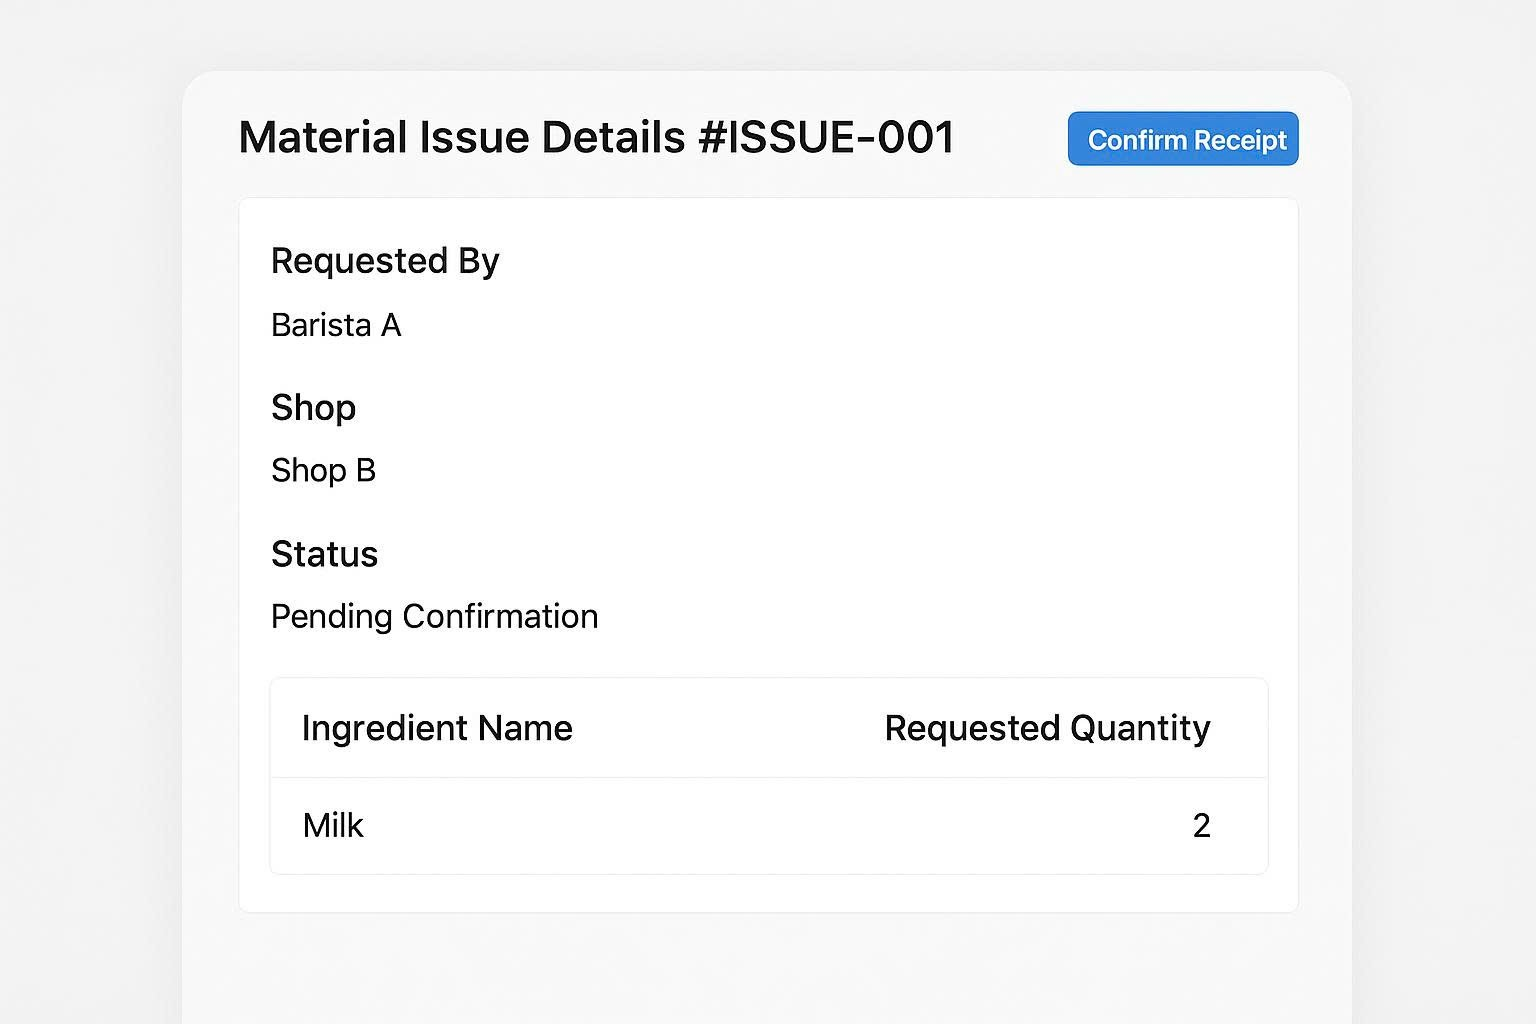 Material Issue Details #ISSUE-001
Confirm Receipt
Requested By
Barista A
Shop
Shop B
Status
Pending Confirmation
Ingredient Name Requested Quantity
Milk 2